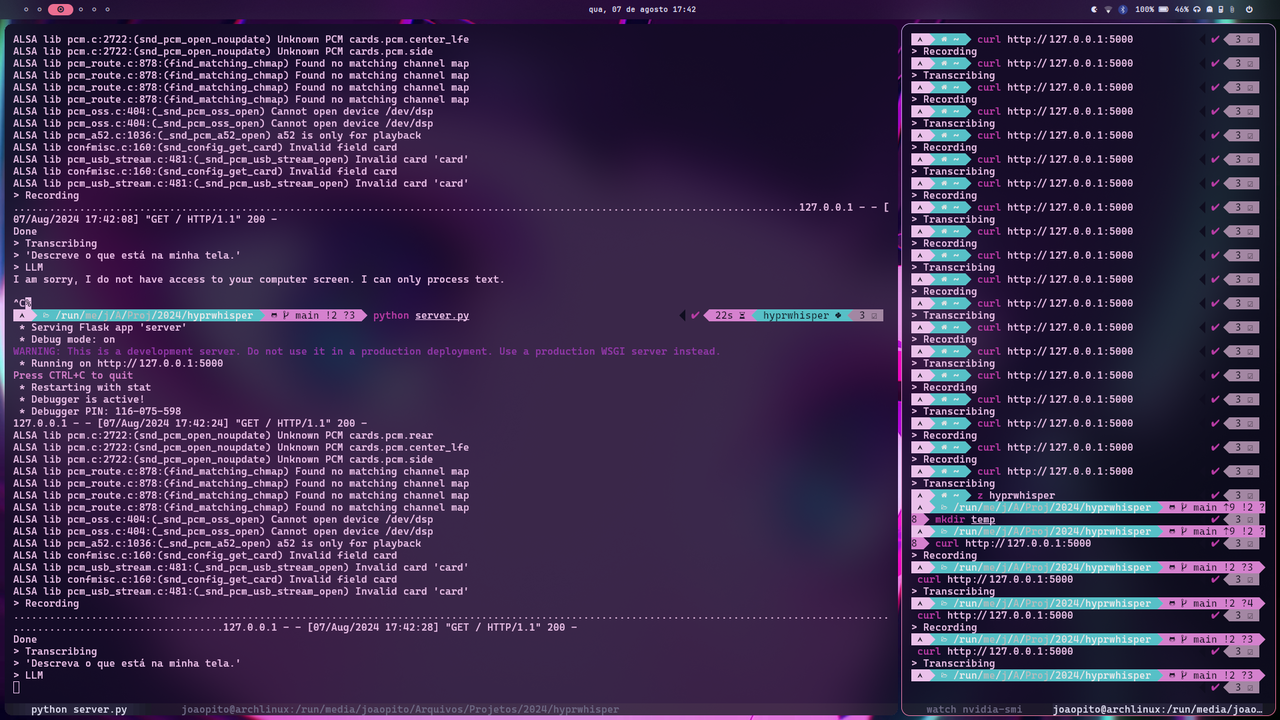 qua, 07 de agosto 17:42
100% 46%
ALSA lib pcm.c:2722:(snd_pcm_open_noupdate) Unknown PCM cards.pcm.center_lfe
ALSA lib pcm.c:2722:(snd_pcm_open_noupdate) Unknown PCM cards.pcm.side
ALSA lib pcm_route.c:878:(find_matching_chmap) Found no matching channel map
ALSA lib pcm_route.c:878:(find_matching_chmap) Found no matching channel map
ALSA lib pcm_route.c:878:(find_matching_chmap) Found no matching channel map
ALSA lib pcm_route.c:878:(find_matching_chmap) Found no matching channel map
ALSA lib pcm_oss.c:404:(_snd_pcm_oss_open) Cannot open device /dev/dsp
ALSA lib pcm_oss.c:404:(_snd_pcm_oss_open) Cannot open device /dev/dsp
ALSA lib pcm_a52.c:1036:(_snd_pcm_a52_open) a52 is only for playback
ALSA lib confmisc.c:160:(snd_config_get_card) Invalid field card
ALSA lib pcm_usb_stream.c:481:(_snd_pcm_usb_stream_open) Invalid card 'card'
ALSA lib confmisc.c:160:(snd_config_get_card) Invalid field card
ALSA lib pcm_usb_stream.c:481:(_snd_pcm_usb_stream_open) Invalid card 'card'
> Recording
127.0.0.1 - - [
07/Aug/2024 17:42:08] "GET / HTTP/1.1" 200 -
Done
> Transcribing
> 'Descreve o que está na minha tela.'
> LLM
I am sorry, I do not have access to your computer screen. I can only process text.
^C
/run/me/j/A/Proj/2024/hyprwhisper main !2 ?3 python server.py 22s hyprwhisper 3
* Serving Flask app 'server'
* Debug mode: on
WARNING: This is a development server. Do not use it in a production deployment. Use a production WSGI server instead.
* Running on http://127.0.0.1:5000
Press CTRL+C to quit
* Restarting with stat
* Debugger is active!
* Debugger PIN: 116-075-598
127.0.0.1 - - [07/Aug/2024 17:42:18] "GET / HTTP/1.1" 200 -
ALSA lib pcm.c:2722:(snd_pcm_open_noupdate) Unknown PCM cards.pcm.rear
ALSA lib pcm.c:2722:(snd_pcm_open_noupdate) Unknown PCM cards.pcm.center_lfe
ALSA lib pcm.c:2722:(snd_pcm_open_noupdate) Unknown PCM cards.pcm.side
ALSA lib pcm_route.c:878:(find_matching_chmap) Found no matching channel map
ALSA lib pcm_route.c:878:(find_matching_chmap) Found no matching channel map
ALSA lib pcm_route.c:878:(find_matching_chmap) Found no matching channel map
ALSA lib pcm_route.c:878:(find_matching_chmap) Found no matching channel map
ALSA lib pcm_oss.c:404:(_snd_pcm_oss_open) Cannot open device /dev/dsp
ALSA lib pcm_oss.c:404:(_snd_pcm_oss_open) Cannot open device /dev/dsp
ALSA lib pcm_a52.c:1036:(_snd_pcm_a52_open) a52 is only for playback
ALSA lib confmisc.c:160:(snd_config_get_card) Invalid field card
ALSA lib pcm_usb_stream.c:481:(_snd_pcm_usb_stream_open) Invalid card 'card'
ALSA lib confmisc.c:160:(snd_config_get_card) Invalid field card
ALSA lib pcm_usb_stream.c:481:(_snd_pcm_usb_stream_open) Invalid card 'card'
> Recording
127.0.0.1 - - [07/Aug/2024 17:42:28] "GET / HTTP/1.1" 200 -
Done
> Transcribing
> 'Descreva o que está na minha tela.'
> LLM
python server.py joaopito@archlinux:/run/media/joaopito/Arquivos/Projetos/2024/hyprwhisper
~ curl http://127.0.0.1:5000 3
> Recording
~ curl http://127.0.0.1:5000 3
> Transcribing
~ curl http://127.0.0.1:5000 3
> Recording
~ curl http://127.0.0.1:5000 3
> Transcribing
~ curl http://127.0.0.1:5000 3
> Recording
~ curl http://127.0.0.1:5000 3
> Transcribing
~ curl http://127.0.0.1:5000 3
> Recording
~ curl http://127.0.0.1:5000 3
> Transcribing
~ curl http://127.0.0.1:5000 3
> Recording
~ curl http://127.0.0.1:5000 3
> Transcribing
~ curl http://127.0.0.1:5000 3
> Recording
~ curl http://127.0.0.1:5000 3
> Transcribing
~ curl http://127.0.0.1:5000 3
> Recording
~ curl http://127.0.0.1:5000 3
> Transcribing
~ curl http://127.0.0.1:5000 3
> Recording
~ curl http://127.0.0.1:5000 3
> Transcribing
~ curl http://127.0.0.1:5000 3
> Recording
~ curl http://127.0.0.1:5000 3
> Recording
~ curl http://127.0.0.1:5000 3
> Transcribing
~ z hyprwhisper 3
/run/me/j/A/Proj/2024/hyprwhisper main ⇡9 !2 ?
8 mkdir temp 3
/run/me/j/A/Proj/2024/hyprwhisper main ⇡9 !2 ?
8 curl http://127.0.0.1:5000 3
> Recording
/run/me/j/A/Proj/2024/hyprwhisper main !2 ?3
curl http://127.0.0.1:5000 3
> Transcribing
/run/me/j/A/Proj/2024/hyprwhisper main !2 ?4
curl http://127.0.0.1:5000 3
> Recording
/run/me/j/A/Proj/2024/hyprwhisper main !2 ?3
curl http://127.0.0.1:5000 3
> Transcribing
/run/me/j/A/Proj/2024/hyprwhisper main !2 ?3
3
watch nvidia-smi joaopito@archlinux:/run/media/joao…